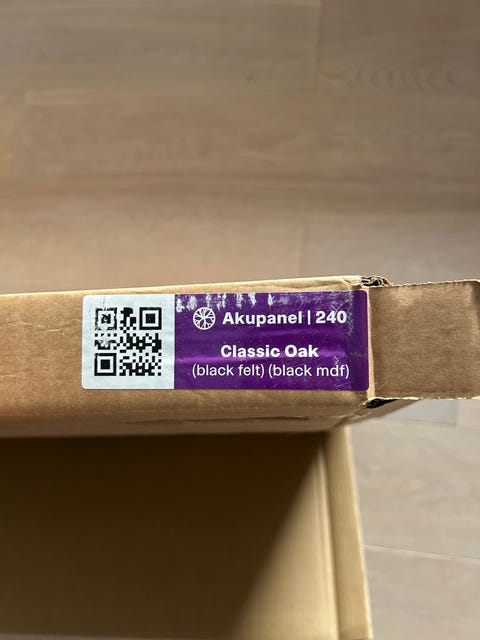 Akupanel | 240
Classic Oak
(black felt) (black mdf)